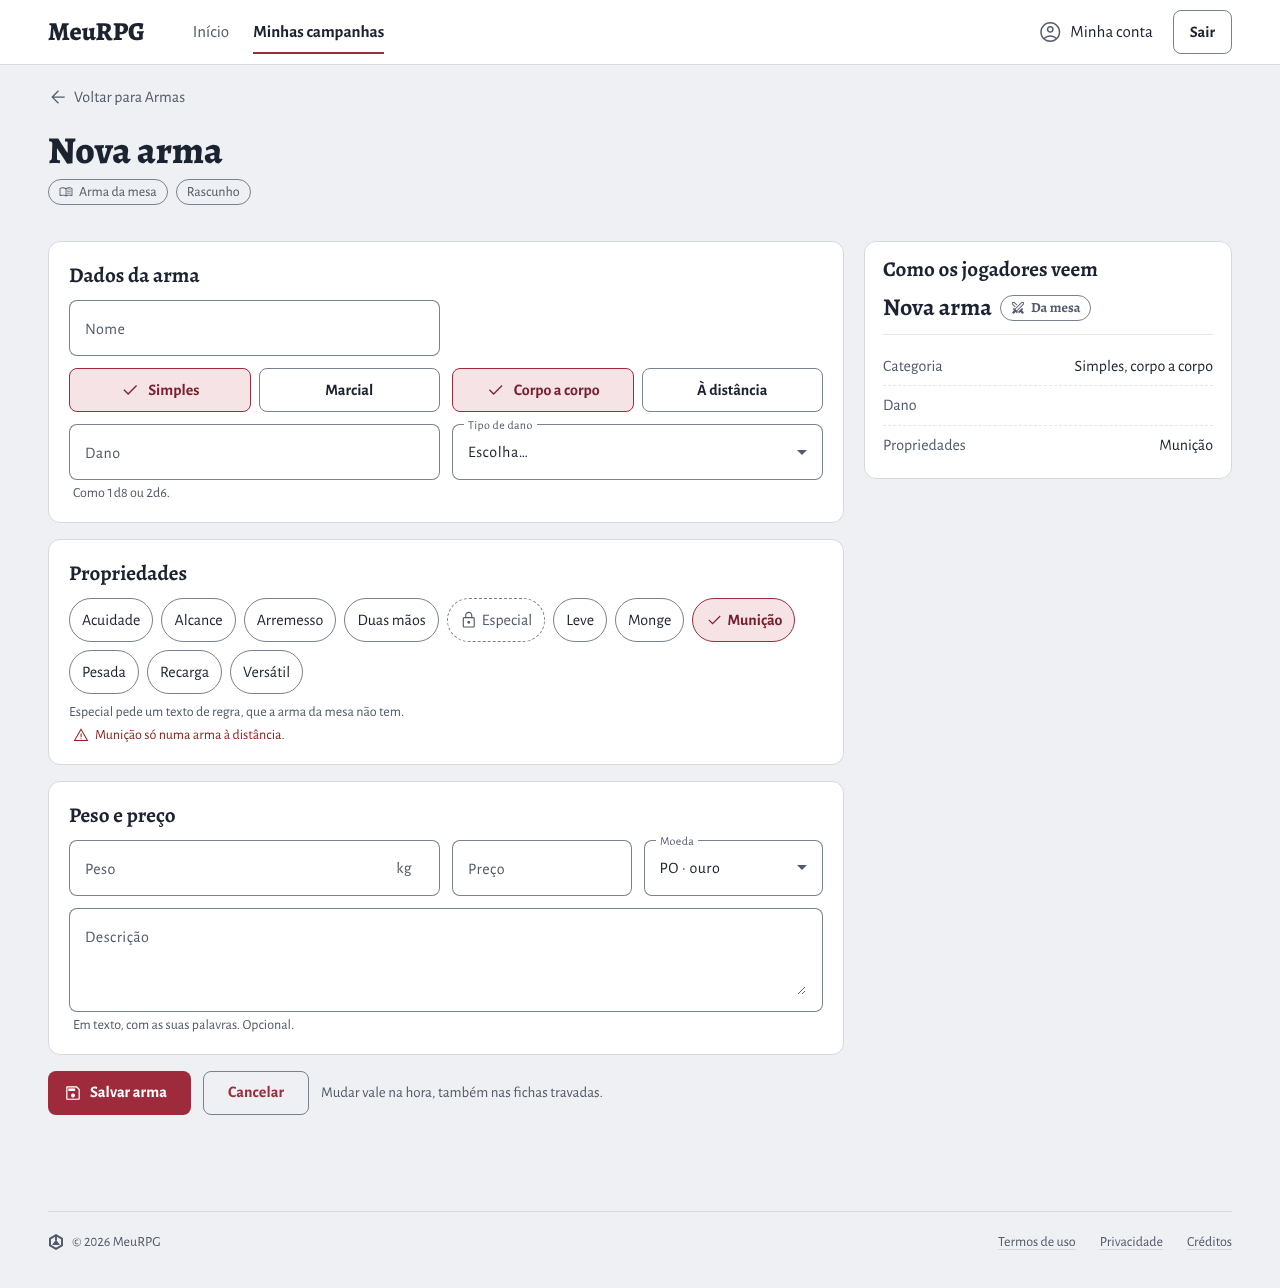 MeuRPG
Início
Minhas campanhas
Minha conta
Sair
Voltar para Armas
Nova arma
Arma da mesa
Rascunho
Dados da arma
Nome
Simples
Marcial
Corpo a corpo
À distância
Dano
Tipo de dano
Escolha...
Como 1d8 ou 2d6.
Propriedades
Acuidade
Alcance
Arremesso
Duas mãos
Especial
Leve
Monge
Munição
Pesada
Recarga
Versátil
Especial pede um texto de regra, que a arma da mesa não tem.
Munição só numa arma à distância.
Peso e preço
Peso
kg
Preço
Moeda
PO · ouro
Descrição
Em texto, com as suas palavras. Opcional.
Salvar arma
Cancelar
Mudar vale na hora, também nas fichas travadas.
Como os jogadores veem
Nova arma
Da mesa
Categoria
Simples, corpo a corpo
Dano
Propriedades
Munição
© 2026 MeuRPG
Termos de uso
Privacidade
Créditos